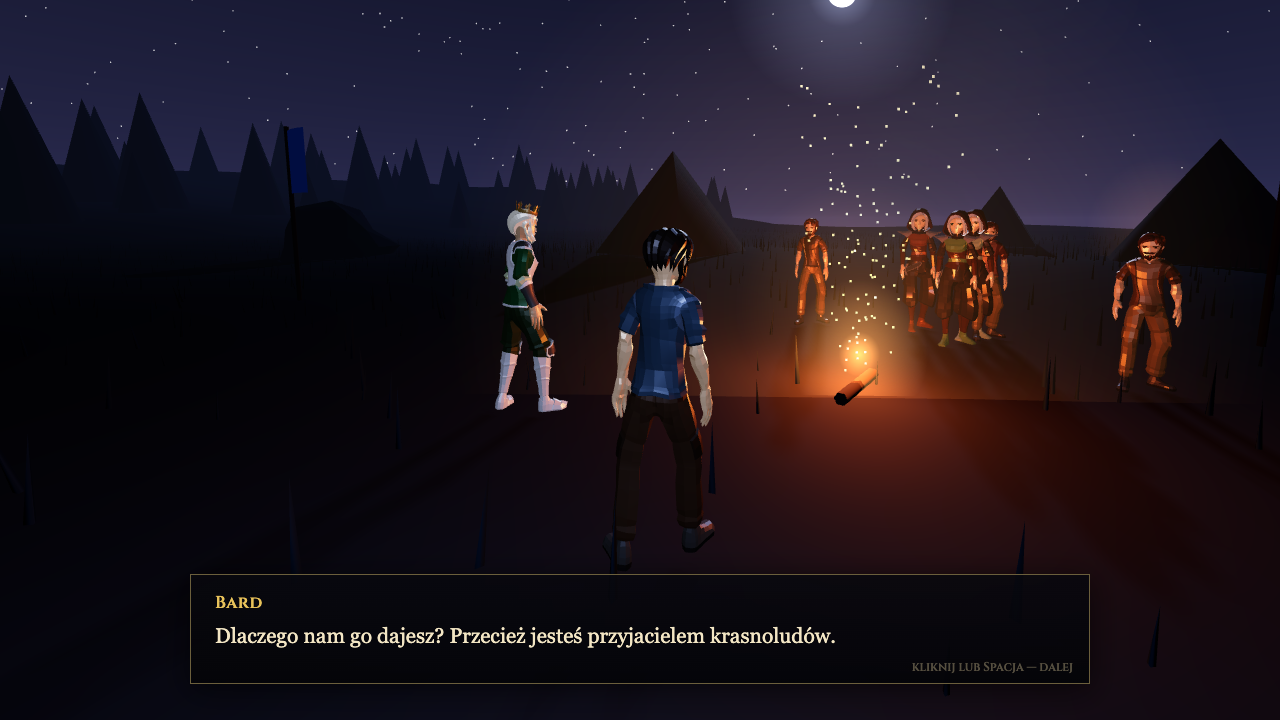 Bard
Dlaczego nam go dajesz? Przecież jesteś przyjacielem krasnoludów.
kliknij lub Spacja — dalej